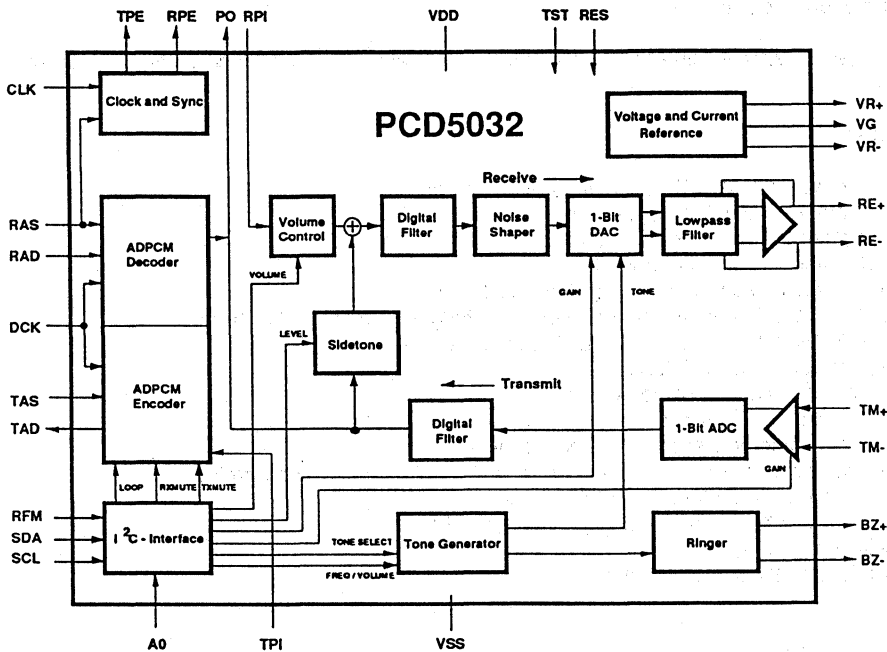 TPE RPE PO RPI VDD TST RES
CLK
Clock and Sync
PCD5032
Voltage and Current
Reference
VR+
VG
VR-
Receive
RAS
RAD
ADPCM
Decoder
Volume
Control
Digital
Filter
Noise
Shaper
1-Bit
DAC
Lowpass
Filter
RE+
RE-
VOLUME
GAIN
TONE
DCK
LEVEL
Sidetone
ADPCM
Encoder
Transmit
TAS
TAD
Digital
Filter
1-Bit ADC
TM+
TM-
GAIN
LOOP RXMUTE TXMUTE
RFM
SDA
SCL
I ²C - Interface
TONE SELECT
FREQ / VOLUME
Tone Generator
Ringer
BZ+
BZ-
A0 TPI VSS